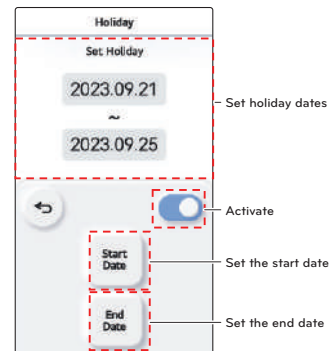 Holiday
Set Holiday
2023.09.21
~
2023.09.25
Set holiday dates
Activate
Start
Date
Set the start date
End
Date
Set the end date